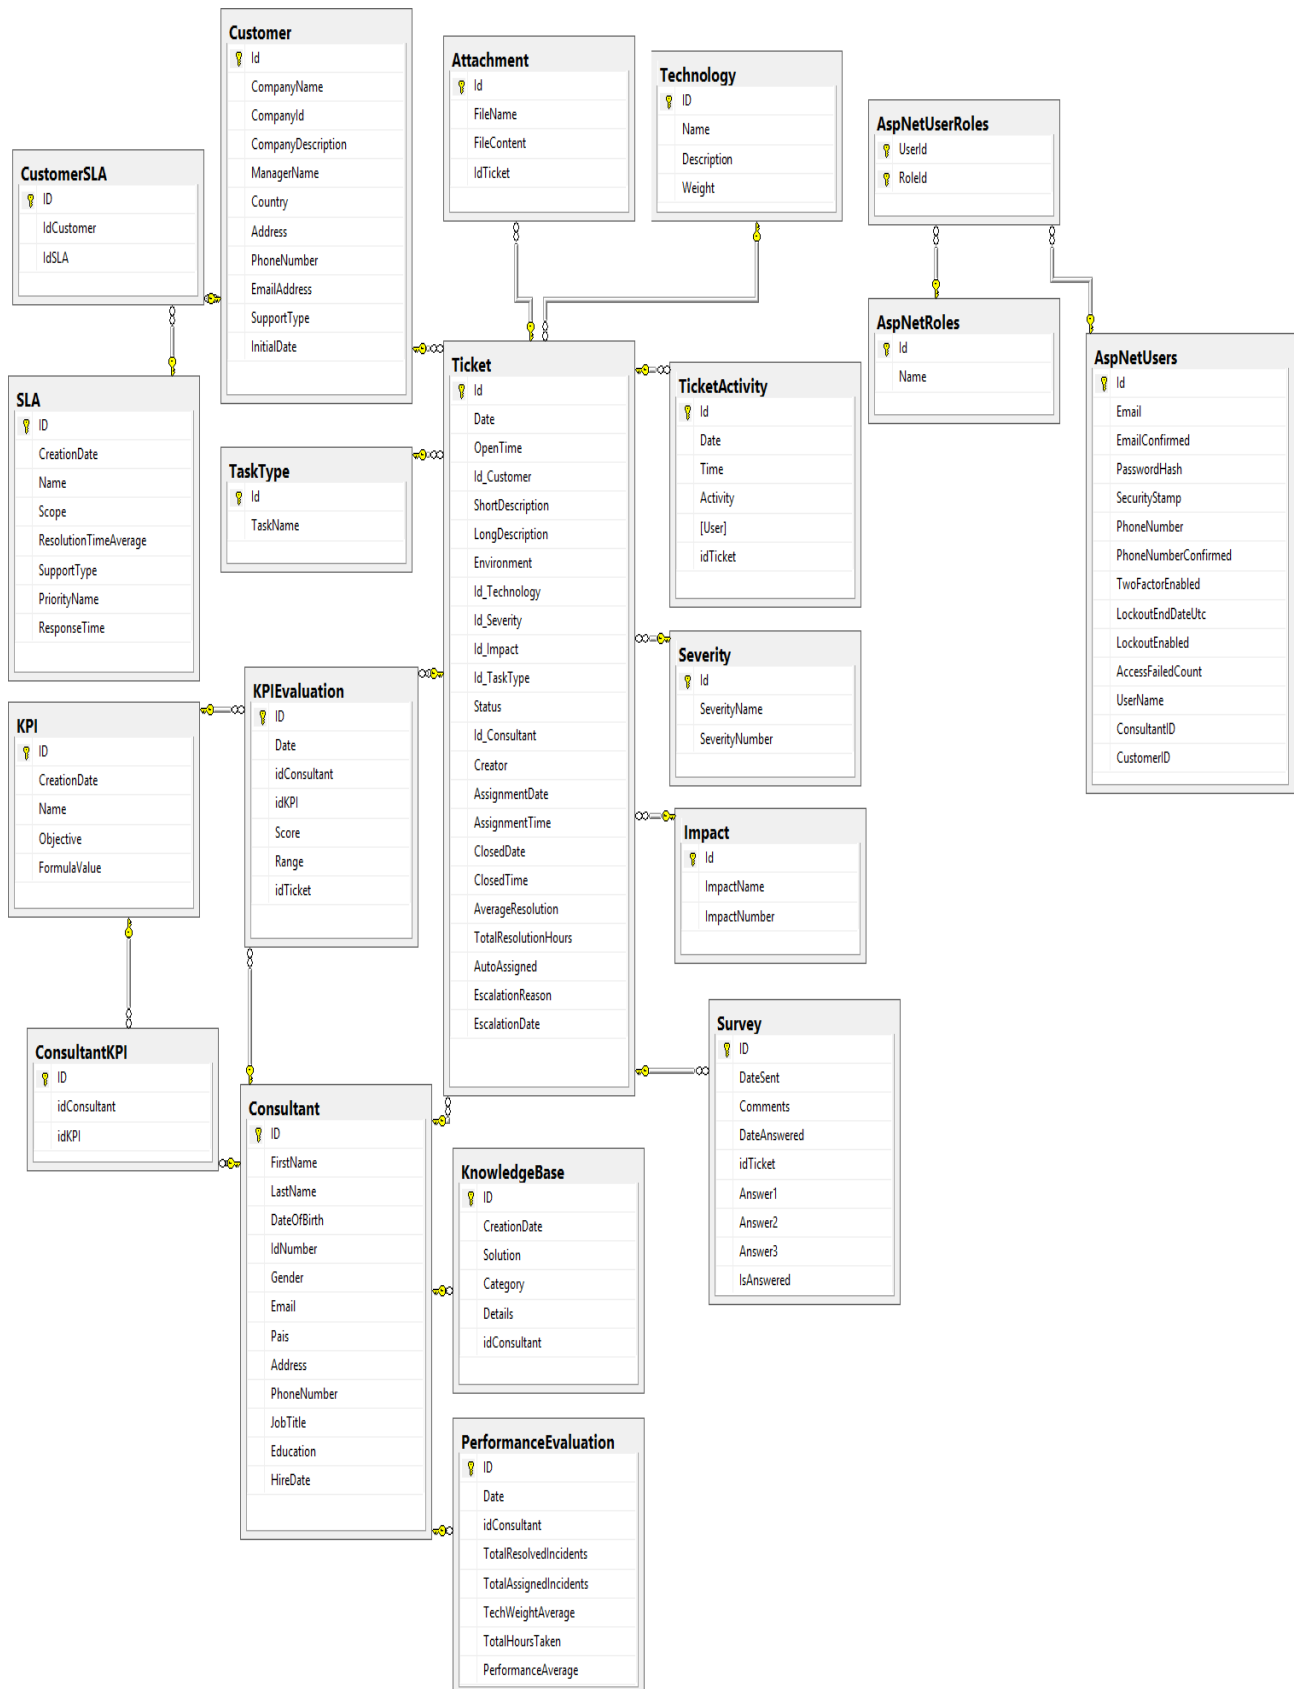 Customer
Id
CompanyName
CompanyId
CompanyDescription
ManagerName
Country
Address
PhoneNumber
EmailAddress
SupportType
InitialDate
Attachment
Id
FileName
FileContent
IdTicket
Technology
ID
Name
Description
Weight
AspNetUserRoles
UserId
RoleId
CustomerSLA
ID
IdCustomer
IdSLA
AspNetRoles
Id
Name
AspNetUsers
Id
Email
EmailConfirmed
PasswordHash
SecurityStamp
PhoneNumber
PhoneNumberConfirmed
TwoFactorEnabled
LockoutEndDateUtc
LockoutEnabled
AccessFailedCount
UserName
ConsultantID
CustomerID
SLA
ID
CreationDate
Name
Scope
ResolutionTimeAverage
SupportType
PriorityName
ResponseTime
TaskType
Id
TaskName
Ticket
Id
Date
OpenTime
Id_Customer
ShortDescription
LongDescription
Environment
Id_Technology
Id_Severity
Id_Impact
Id_TaskType
Status
Id_Consultant
Creator
AssignmentDate
AssignmentTime
ClosedDate
ClosedTime
AverageResolution
TotalResolutionHours
AutoAssigned
EscalationReason
EscalationDate
TicketActivity
Id
Date
Time
Activity
[User]
idTicket
Severity
Id
SeverityName
SeverityNumber
KPIEvaluation
ID
Date
idConsultant
idKPI
Score
Range
idTicket
KPI
ID
CreationDate
Name
Objective
FormulaValue
Impact
Id
ImpactName
ImpactNumber
Survey
ID
DateSent
Comments
DateAnswered
idTicket
Answer1
Answer2
Answer3
IsAnswered
ConsultantKPI
ID
idConsultant
idKPI
Consultant
ID
FirstName
LastName
DateOfBirth
IdNumber
Gender
Email
Pais
Address
PhoneNumber
JobTitle
Education
HireDate
KnowledgeBase
ID
CreationDate
Solution
Category
Details
idConsultant
PerformanceEvaluation
ID
Date
idConsultant
TotalResolvedIncidents
TotalAssignedIncidents
TechWeightAverage
TotalHoursTaken
PerformanceAverage